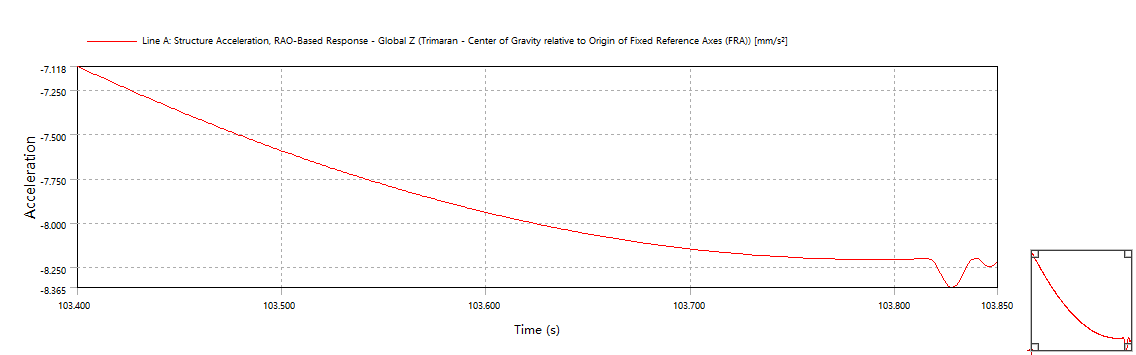 Line A: Structure Acceleration, RAO-Based Response - Global Z (Trimaran - Center of Gravity relative to Origin of Fixed Reference Axes (FRA)) [mm/s²]
-7.118
-7.250
-7.500
-7.750
-8.000
-8.250
-8.365
Acceleration
103.400 103.500 103.600 103.700 103.800 103.850
Time (s)